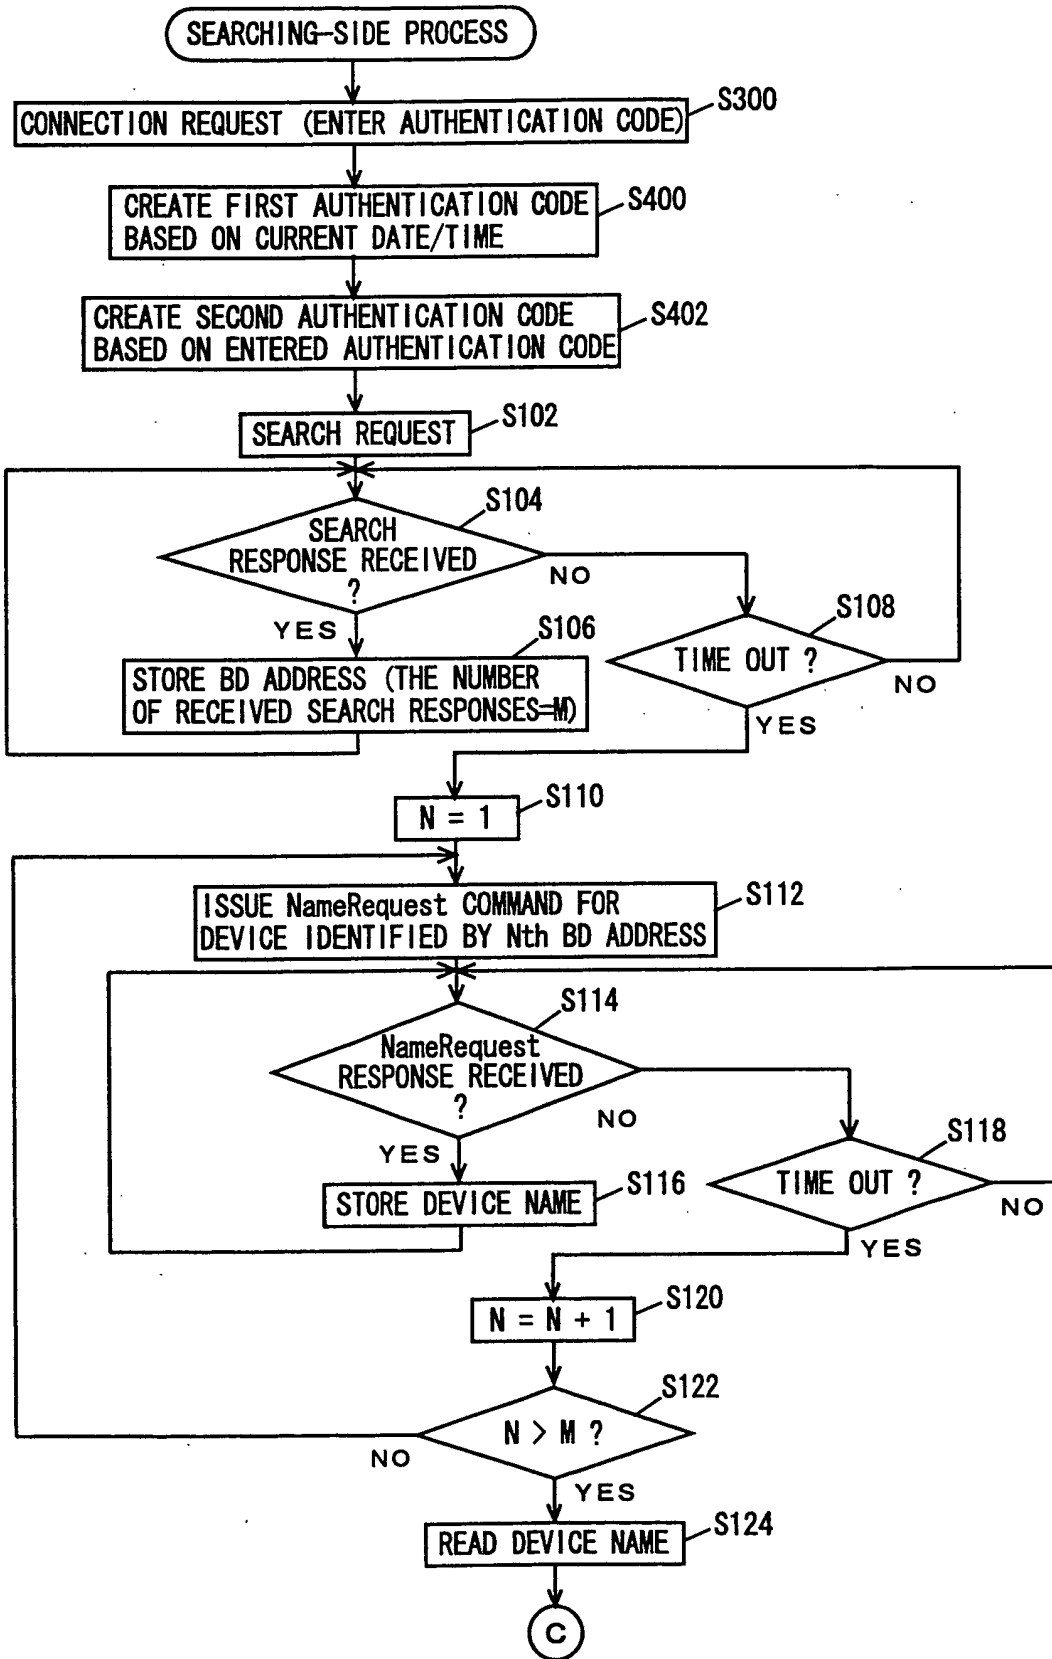 SEARCHING-SIDE PROCESS
S300
CONNECTION REQUEST (ENTER AUTHENTICATION CODE)
S400
CREATE FIRST AUTHENTICATION CODE
BASED ON CURRENT DATE/TIME
S402
CREATE SECOND AUTHENTICATION CODE
BASED ON ENTERED AUTHENTICATION CODE
S102
SEARCH REQUEST
S104
SEARCH
RESPONSE RECEIVED
?
NO
YES
S106
S108
TIME OUT ?
NO
YES
STORE BD ADDRESS (THE NUMBER
OF RECEIVED SEARCH RESPONSES=M)
S110
N = 1
S112
ISSUE NameRequest COMMAND FOR
DEVICE IDENTIFIED BY Nth BD ADDRESS
S114
NameRequest
RESPONSE RECEIVED
?
NO
YES
S116
STORE DEVICE NAME
S118
TIME OUT ?
NO
YES
S120
N = N + 1
S122
N > M ?
NO
YES
S124
READ DEVICE NAME
C